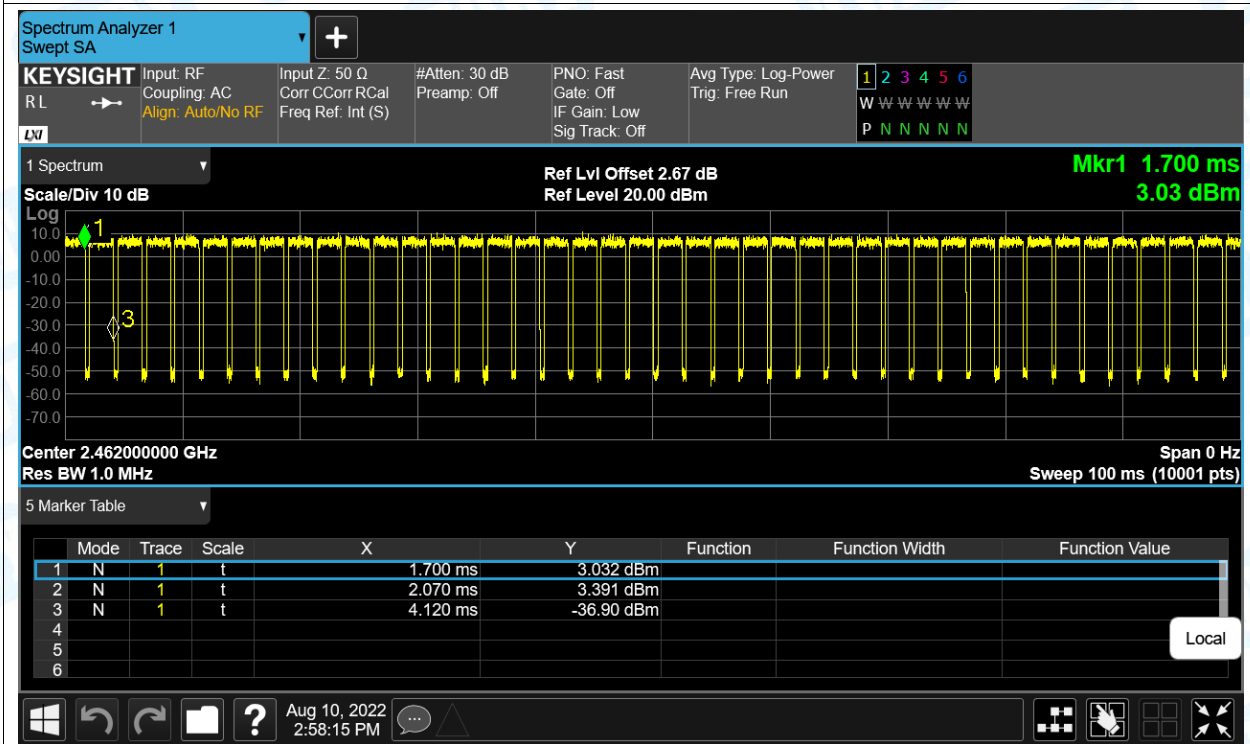 Spectrum Analyzer 1
Swept SA
▼
+
KEYSIGHT Input: RF Input Z: 50 Ω #Atten: 30 dB PNO: Fast Avg Type: Log-Power 1 2 3 4 5 6
R L Coupling: AC Corr CCorr RCal Preamp: Off Gate: Off Trig: Free Run W W W W W W
Align: Auto/No RF Freq Ref: Int (S) IF Gain: Low
LXI Sig Track: Off P N N N N N
1 Spectrum ▼ Ref Lvl Offset 2.67 dB Mkr1 1.700 ms
Scale/Div 10 dB Ref Level 20.00 dBm 3.03 dBm
Log
1
10.0
0.00
-10.0
-20.0
3
-30.0
-40.0
-50.0
-60.0
-70.0
Center 2.462000000 GHz Span 0 Hz
Res BW 1.0 MHz Sweep 100 ms (10001 pts)
5 Marker Table ▼
Mode Trace Scale X Y Function Function Width Function Value
1 N 1 t 1.700 ms 3.032 dBm
2 N 1 t 2.070 ms 3.391 dBm
3 N 1 t 4.120 ms -36.90 dBm
4
5
6
Local
? Aug 10, 2022
2:58:15 PM